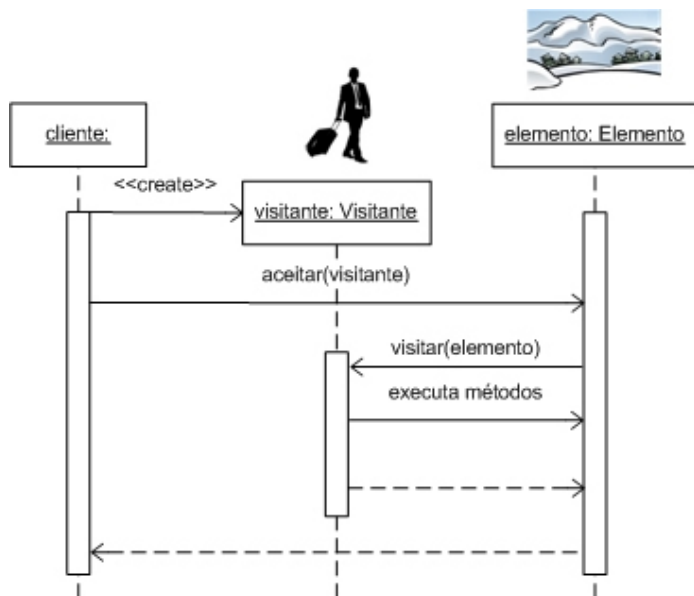 cliente:
elemento: Elemento
<<create>>
visitante: Visitante
aceitar(visitante)
visitar(elemento)
executa métodos